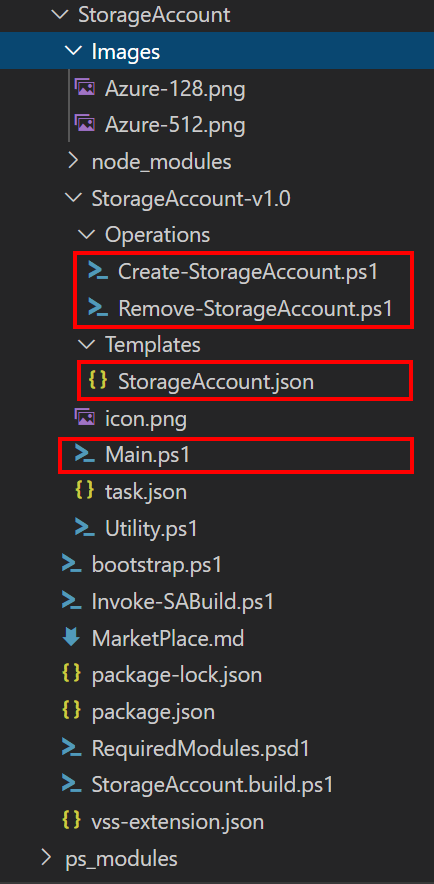 StorageAccount
Images
Azure-128.png
Azure-512.png
node_modules
StorageAccount-v1.0
Operations
Create-StorageAccount.ps1
Remove-StorageAccount.ps1
Templates
StorageAccount.json
icon.png
Main.ps1
task.json
Utility.ps1
bootstrap.ps1
Invoke-SABuild.ps1
MarketPlace.md
package-lock.json
package.json
RequiredModules.psd1
StorageAccount.build.ps1
vss-extension.json
ps_modules